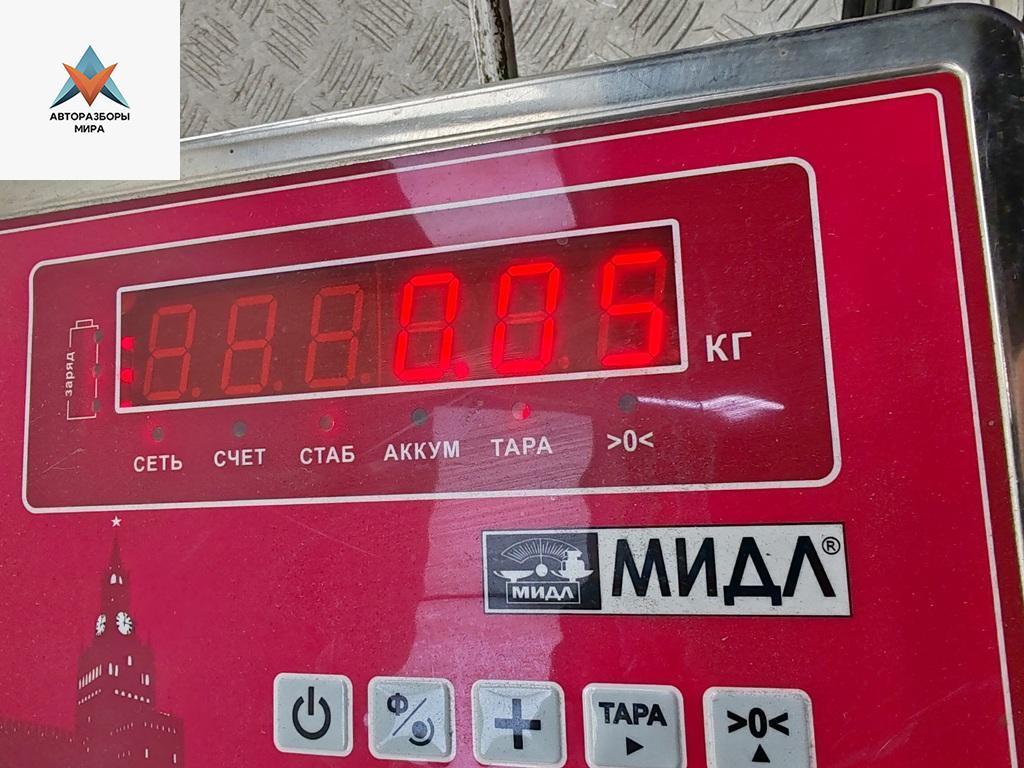 АВТОРАЗБОРЫ
МИРА
заряд
0.05
КГ
СЕТЬ СЧЕТ СТАБ АККУМ ТАРА >0<
МИДЛ МИДЛ®
Ф
ТАРА >0<